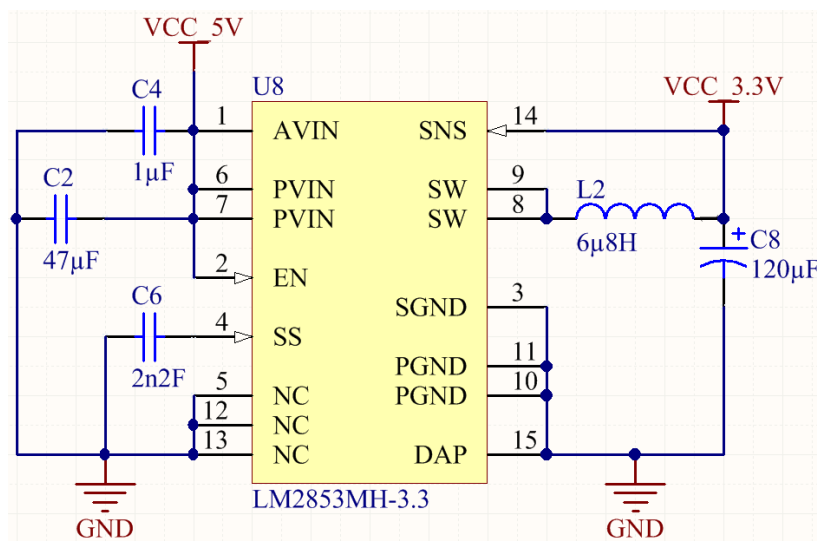 VCC_5V
U8
C4
1
AVIN
SNS
14
VCC_3.3V
1µF
6
PVIN
SW
9
L2
C2
7
PVIN
SW
8
47µF
6µ8H
C8
120µF
2
EN
C6
4
SS
SGND
3
2n2F
PGND
11
5
NC
PGND
10
12
NC
13
NC
DAP
15
LM2853MH-3.3
GND
GND